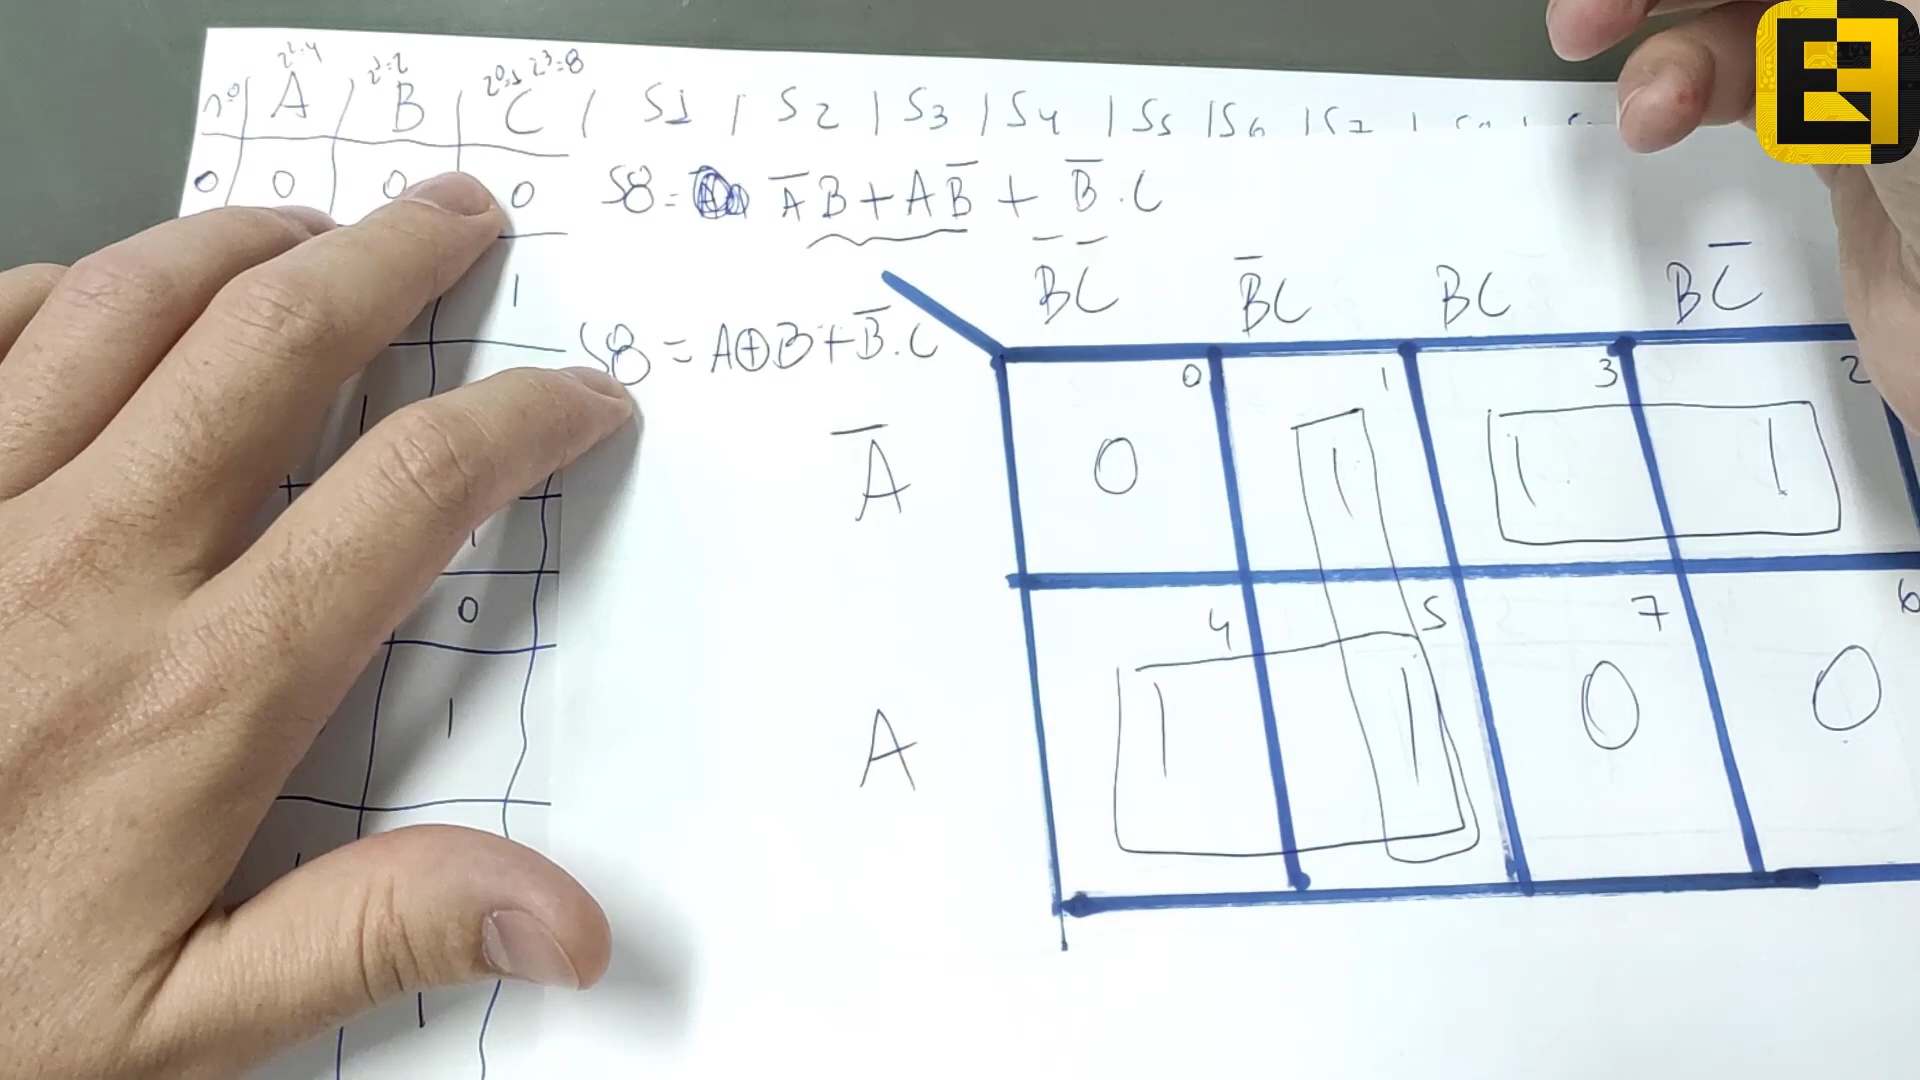 2²=4 2¹=2 2⁰=1 2³=8
nº | A | B | C | S1 | S2 | S3 | S4 | S5 | S6 | S7
0 0 0 0
S8 = A̅B + AB̅ + B̅.C
1
S8 = A⊕B + B̅.C
B̅C̅ B̅C BC BC̅
0 1 3 2
A̅ 0 1 1 1
0
4 5 7 6
A 1 1 0 0
1